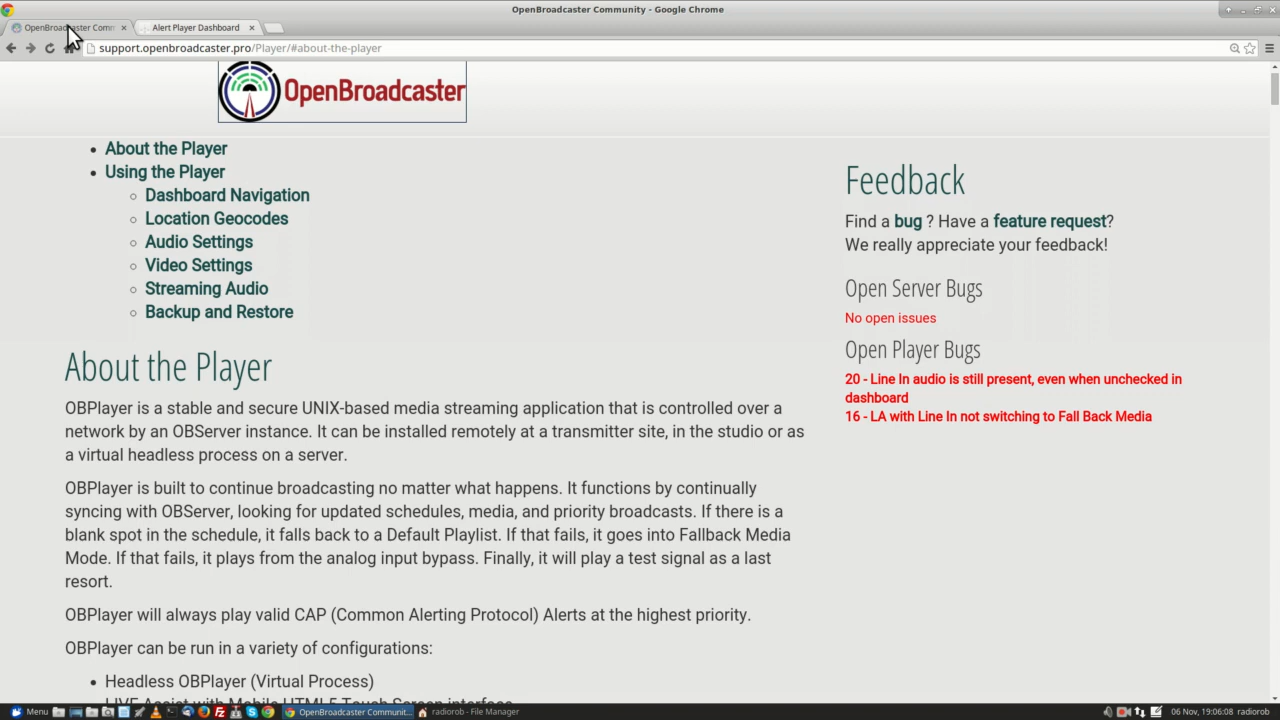 OpenBroadcaster Community - Google Chrome
OpenBroadcaster Comm
Alert Player Dashboard
support.openbroadcaster.pro/Player/#about-the-player
OpenBroadcaster
About the Player
Using the Player
Dashboard Navigation
Location Geocodes
Audio Settings
Video Settings
Streaming Audio
Backup and Restore
About the Player
OBPlayer is a stable and secure UNIX-based media streaming application that is controlled over a
network by an OBServer instance. It can be installed remotely at a transmitter site, in the studio or as
a virtual headless process on a server.
OBPlayer is built to continue broadcasting no matter what happens. It functions by continually
syncing with OBServer, looking for updated schedules, media, and priority broadcasts. If there is a
blank spot in the schedule, it falls back to a Default Playlist. If that fails, it goes into Fallback Media
Mode. If that fails, it plays from the analog input bypass. Finally, it will play a test signal as a last
resort.
OBPlayer will always play valid CAP (Common Alerting Protocol) Alerts at the highest priority.
OBPlayer can be run in a variety of configurations:
Headless OBPlayer (Virtual Process)
LIVE Assist with Mobile HTML5 Touch Screen interface
Feedback
Find a bug ? Have a feature request?
We really appreciate your feedback!
Open Server Bugs
No open issues
Open Player Bugs
20 - Line In audio is still present, even when unchecked in
dashboard
16 - LA with Line In not switching to Fall Back Media
Menu
OpenBroadcaster Communit...
radiorob - File Manager
06 Nov, 19:06:08
radiorob